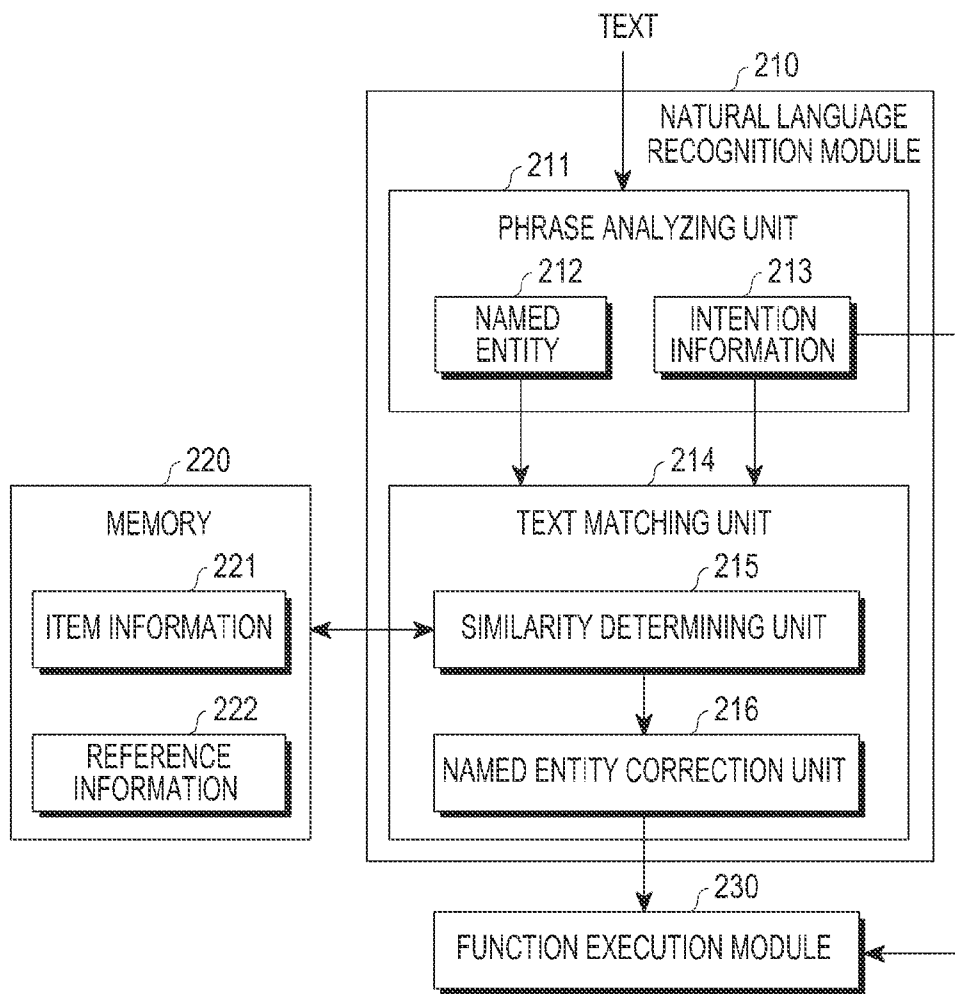 TEXT
210
NATURAL LANGUAGE
RECOGNITION MODULE
211
PHRASE ANALYZING UNIT
212
213
NAMED
ENTITY
INTENTION
INFORMATION
220
214
MEMORY
TEXT MATCHING UNIT
221
215
ITEM INFORMATION
SIMILARITY DETERMINING UNIT
222
216
REFERENCE
INFORMATION
NAMED ENTITY CORRECTION UNIT
230
FUNCTION EXECUTION MODULE